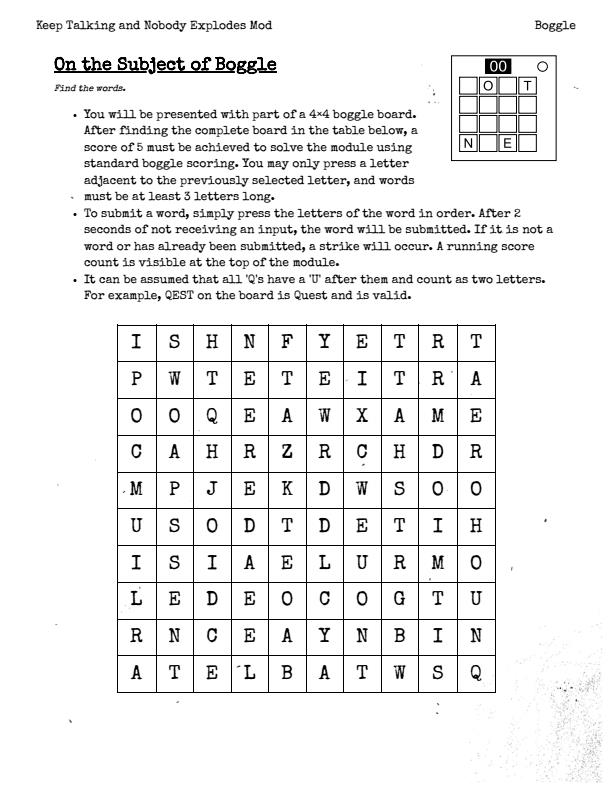 Keep Talking and Nobody Explodes Mod Boggle
On the Subject of Boggle
Find the words.
00
O T
N E
• You will be presented with part of a 4×4 boggle board.
After finding the complete board in the table below, a
score of 5 must be achieved to solve the module using
standard boggle scoring. You may only press a letter
adjacent to the previously selected letter, and words
must be at least 3 letters long.
• To submit a word, simply press the letters of the word in order. After 2
seconds of not receiving an input, the word will be submitted. If it is not a
word or has already been submitted, a strike will occur. A running score
count is visible at the top of the module.
• It can be assumed that all 'Q's have a 'U' after them and count as two letters.
For example, QEST on the board is Quest and is valid.
I S H N F Y E T R T
P W T E T E I T R A
O O Q E A W X A M E
C A H R Z R C H D R
M P J E K D W S O O
U S O D T D E T I H
I S I A E L U R M O
L E D E O C O G T U
R N C E A Y N B I N
A T E L B A T W S Q